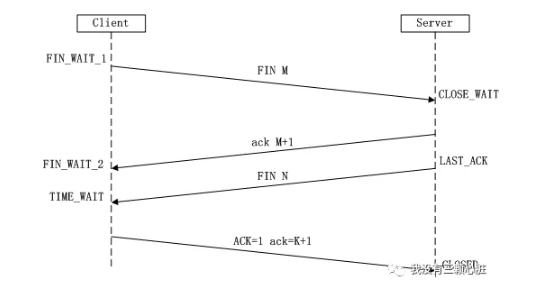 Client
Server
FIN_WAIT_1
FIN M
CLOSE_WAIT
ack M+1
FIN_WAIT_2
LAST_ACK
FIN N
TIME_WAIT
ACK=1 ack=K+1
CLOSED
我没有三颗心脏